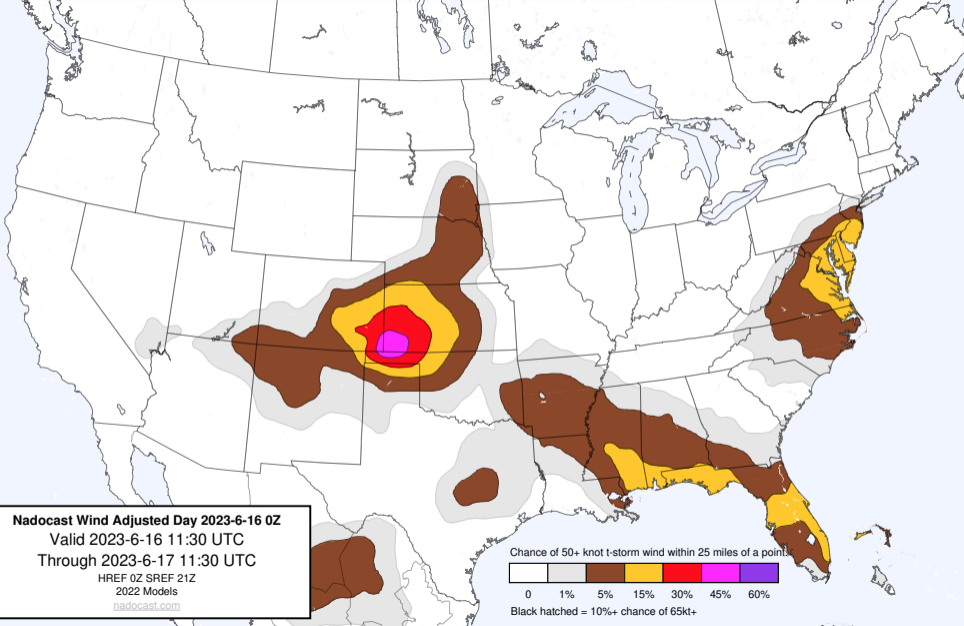 Nadocast Wind Adjusted Day 2023-6-16 0Z
Valid 2023-6-16 11:30 UTC
Through 2023-6-17 11:30 UTC
HREF 0Z SREF 21Z
2022 Models
nadocast.com
Chance of 50+ knot t-storm wind within 25 miles of a point.
0 1% 5% 15% 30% 45% 60%
Black hatched = 10%+ chance of 65kt+